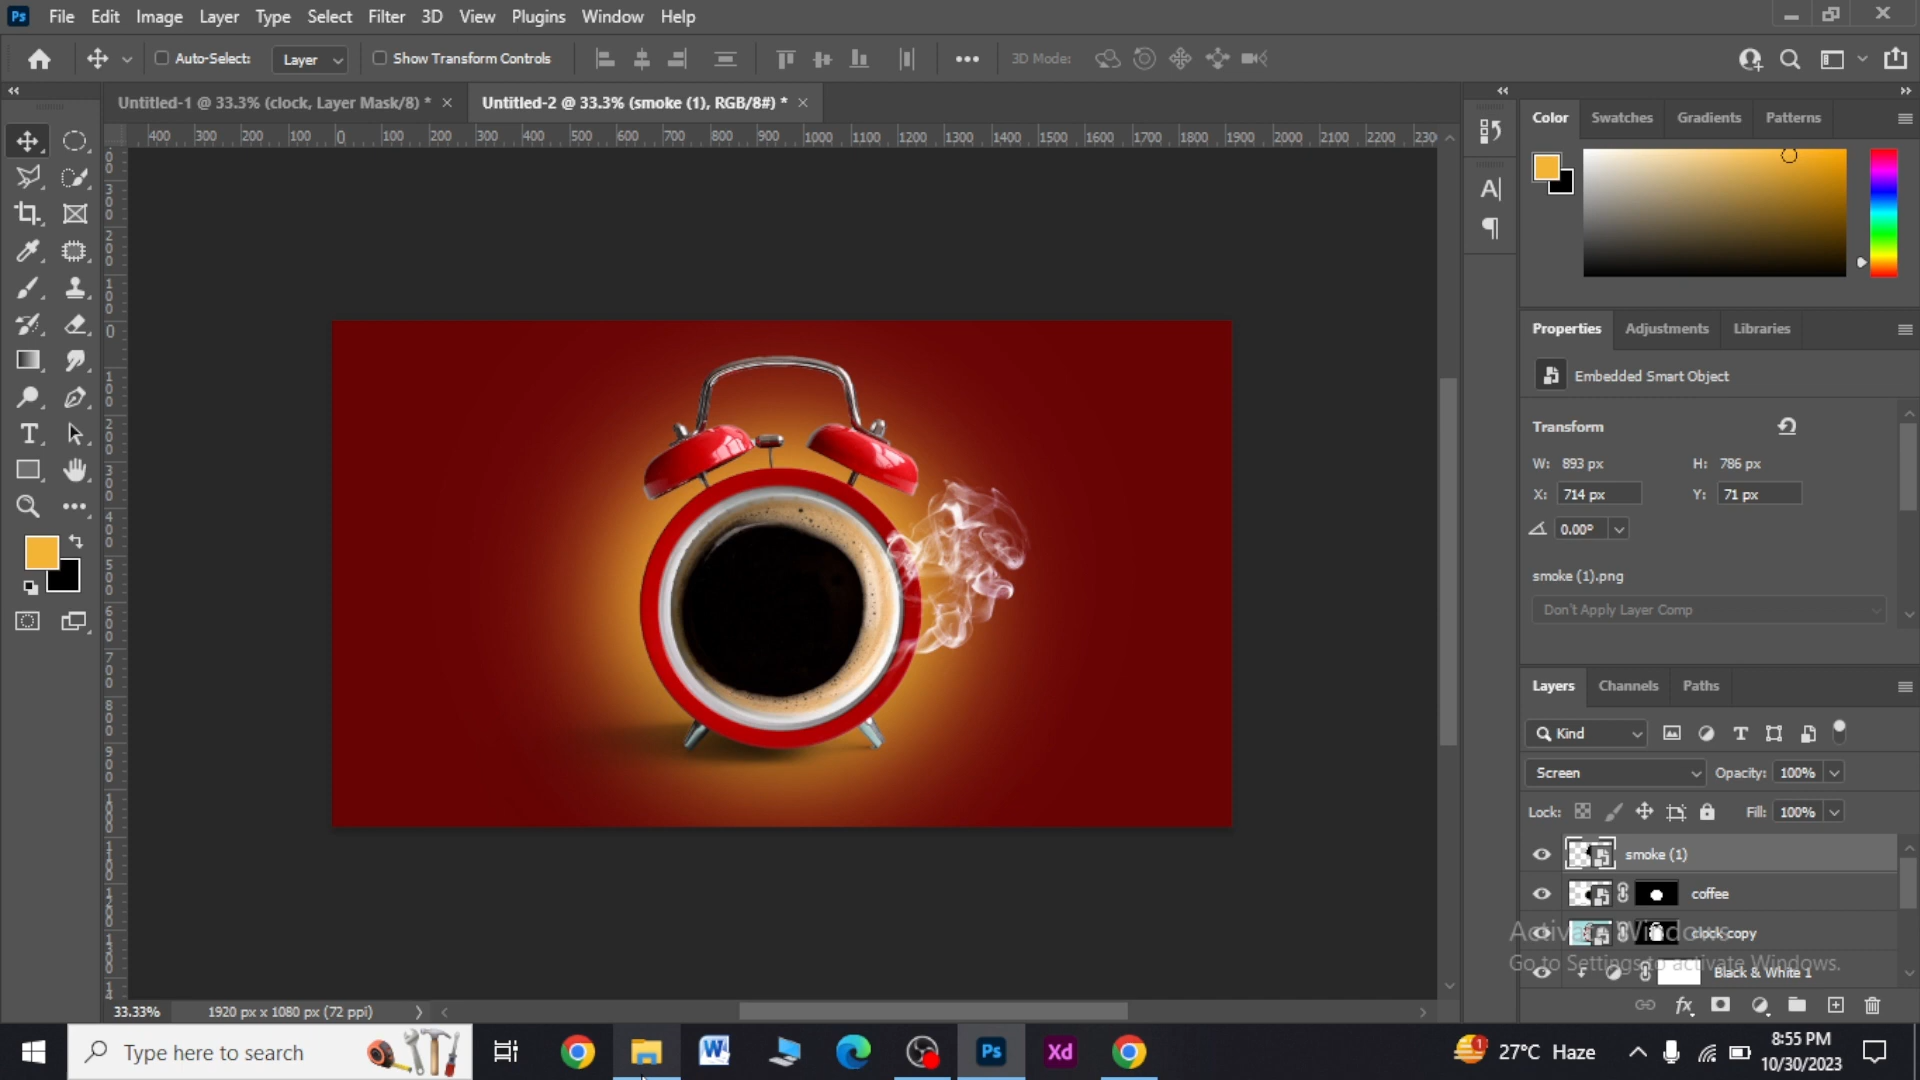 Ps File Edit Image Layer Type Select Filter 3D View Plugins Window Help
Auto-Select: Layer Show Transform Controls 3D Mode:
Untitled-1 @ 33.3% (clock, Layer Mask/8) * × Untitled-2 @ 33.3% (smoke (1), RGB/8#) * ×
400 300 200 100 0 100 200 300 400 500 600 700 800 900 1000 1100 1200 1300 1400 1500 1600 1700 1800 1900 2000 2100 2200 230
Color Swatches Gradients Patterns
Properties Adjustments Libraries
Embedded Smart Object
Transform
W: 893 px H: 786 px
X: 714 px Y: 71 px
0.00°
smoke (1).png
Don't Apply Layer Comp
Layers Channels Paths
Kind
Screen Opacity: 100%
Lock: Fill: 100%
smoke (1)
coffee
clock copy
Black & White 1
Activate Windows
Go to Settings to activate Windows.
33.33% 1920 px x 1080 px (72 ppi)
Type here to search
W Ps Xd
1 27°C Haze
8:55 PM
10/30/2023